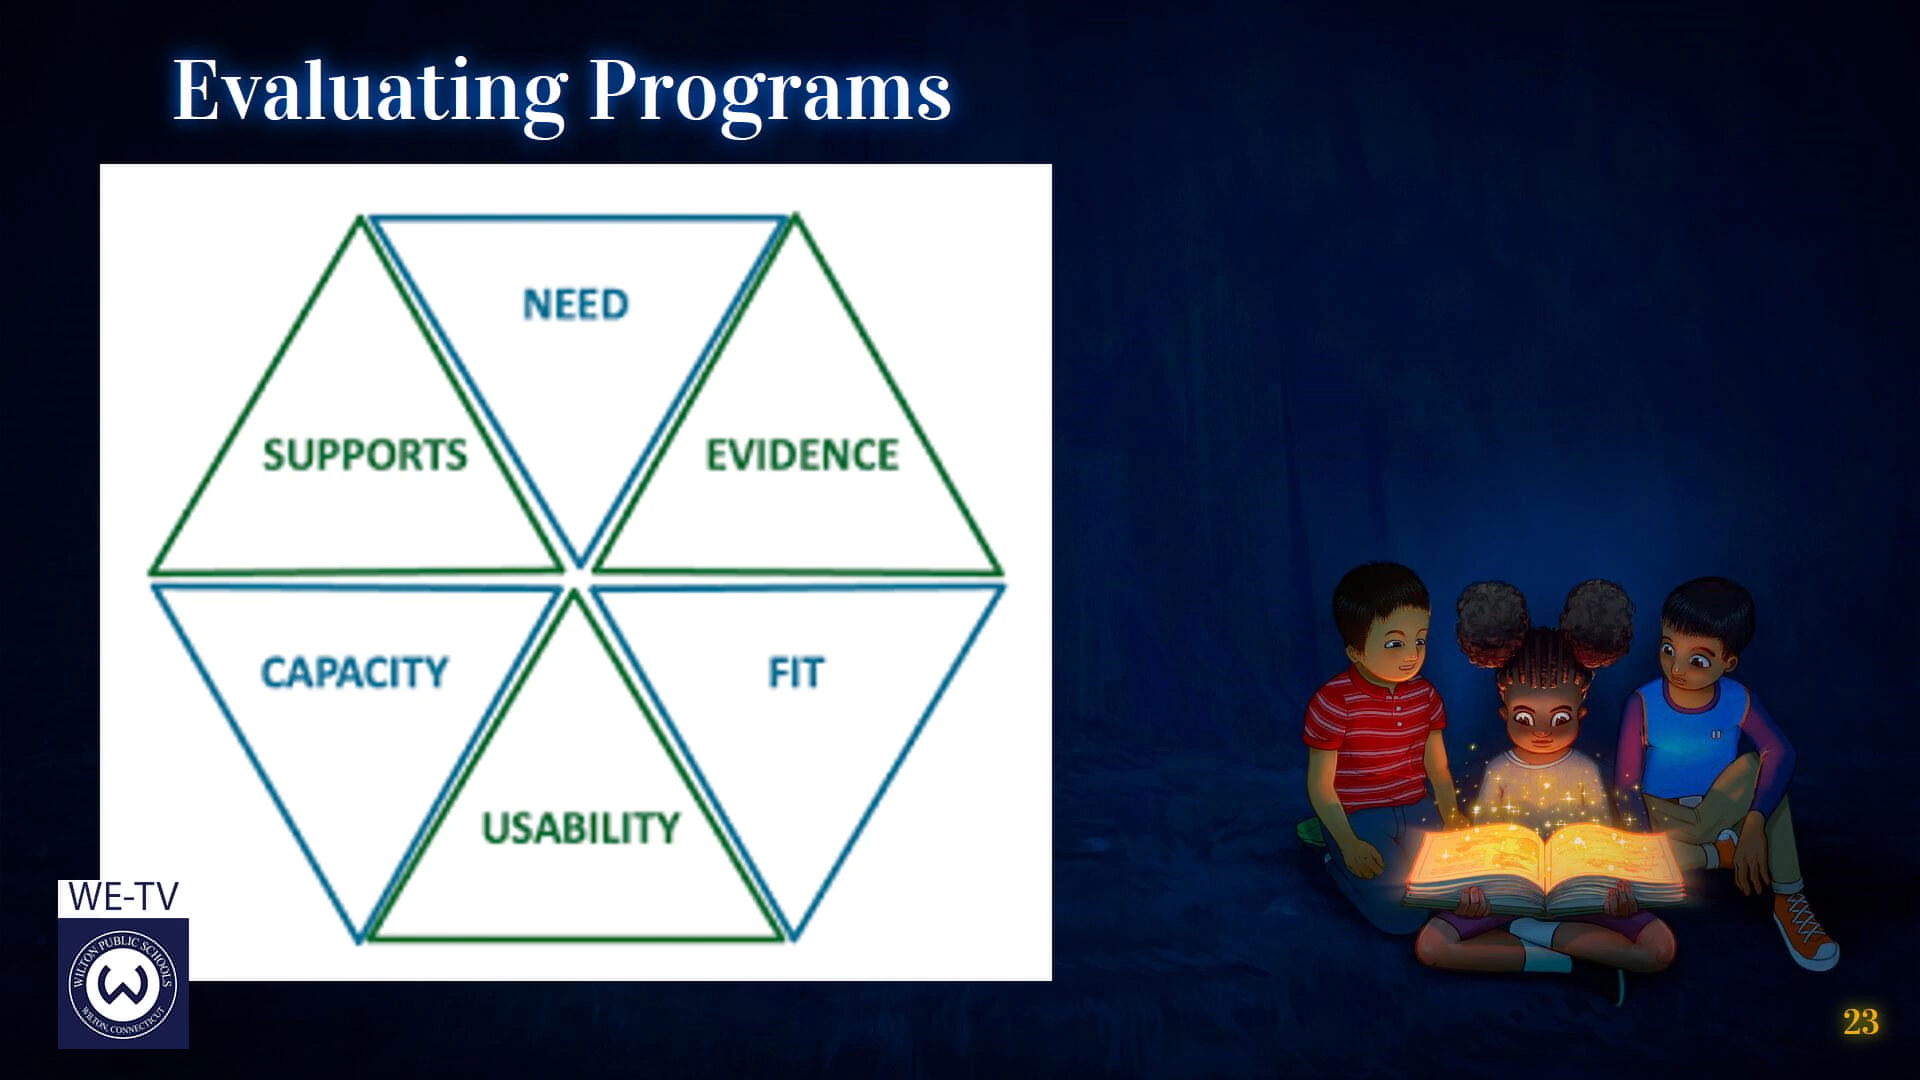 Evaluating Programs
NEED
SUPPORTS
EVIDENCE
CAPACITY
FIT
USABILITY
WE-TV
WILTON PUBLIC SCHOOLS
W
WILTON, CONNECTICUT
23